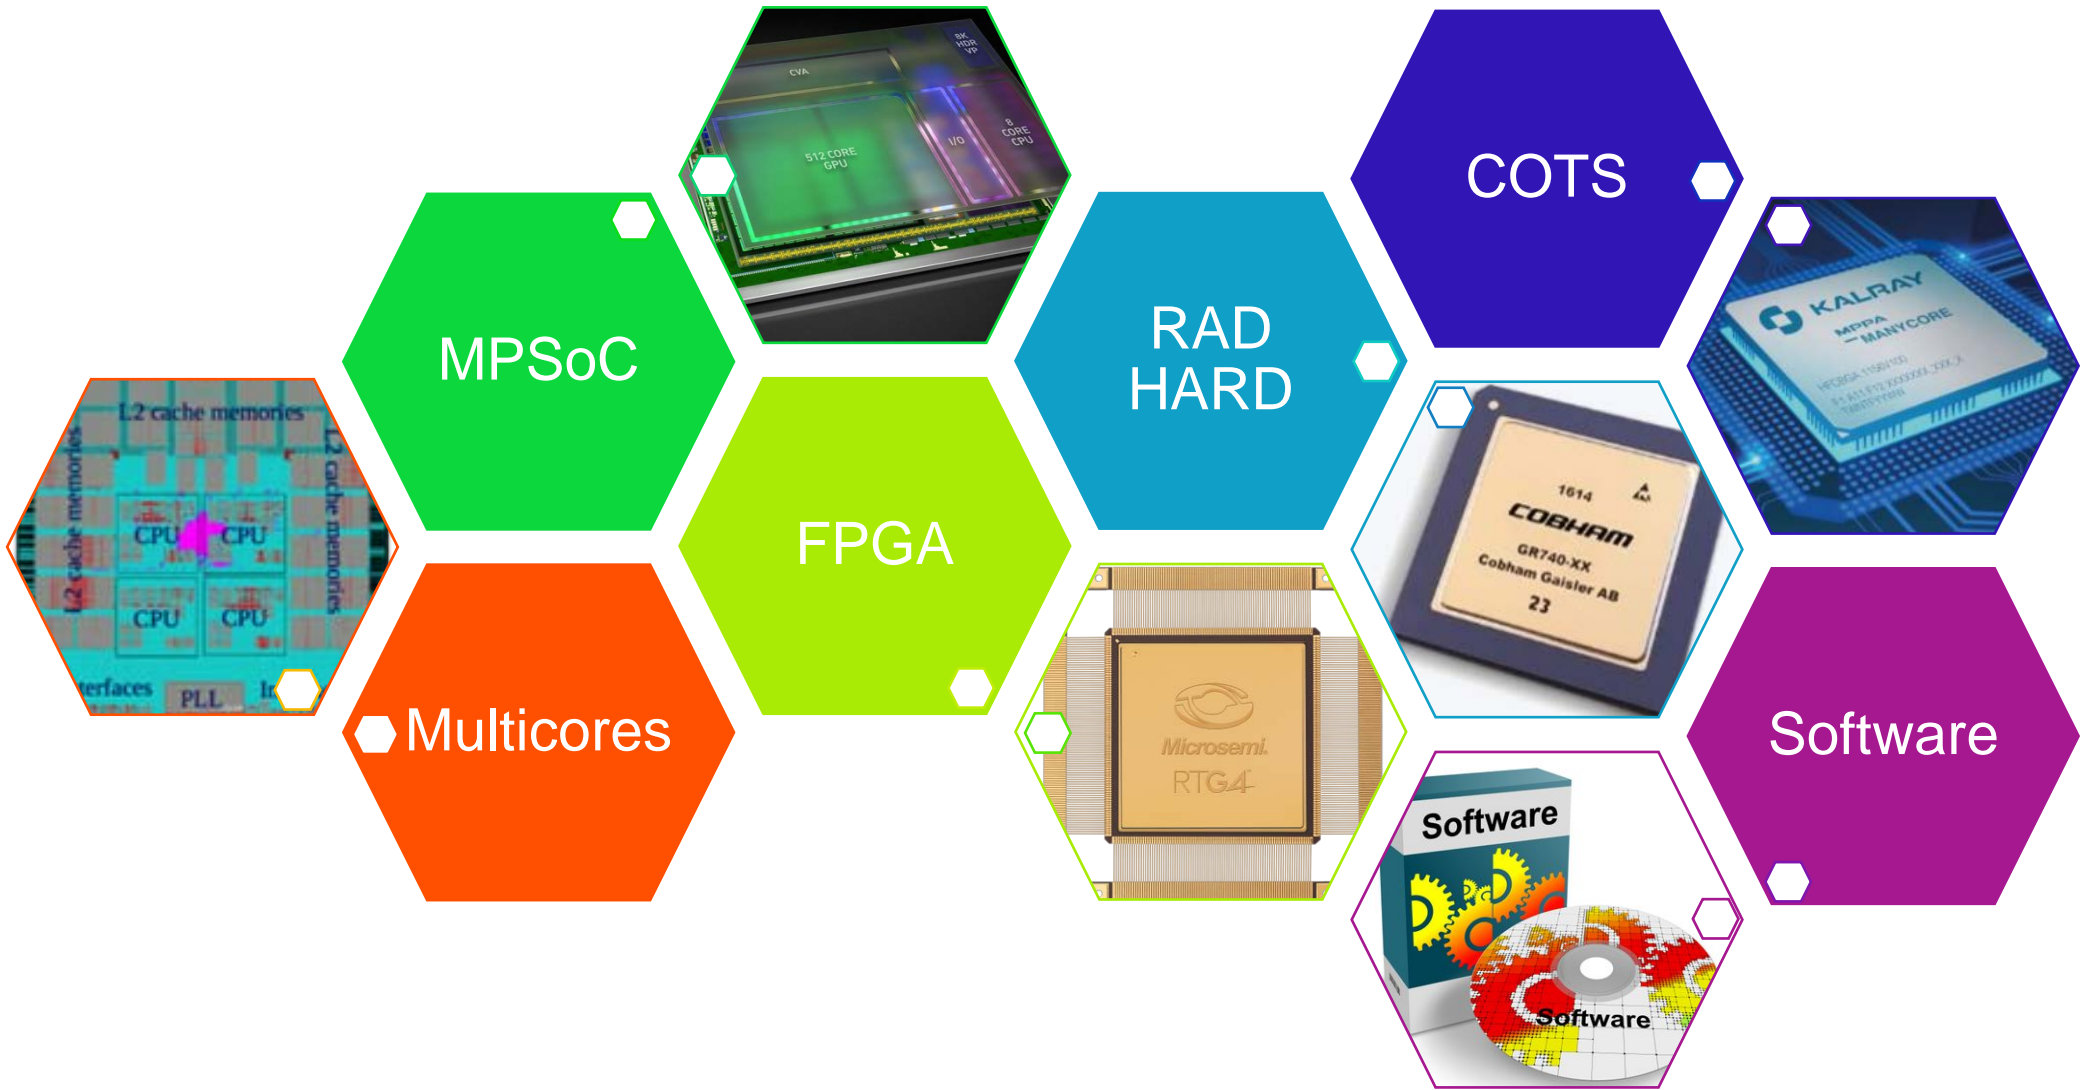 8K
HDR
VP
CVA
512 CORE
GPU
I/O
8
CORE
CPU
COTS
MPSoC
RAD
HARD
KALRAY
MPPA
MANYCORE
L2 cache memories
L2 cache memories
L2 cache memories
CPU
CPU
CPU
CPU
terfaces
PLL
In
FPGA
1614
COBHAM
GR740-XX
Cobham Gaisler AB
23
Multicores
Microsemi
RTG4
Software
Software
Software